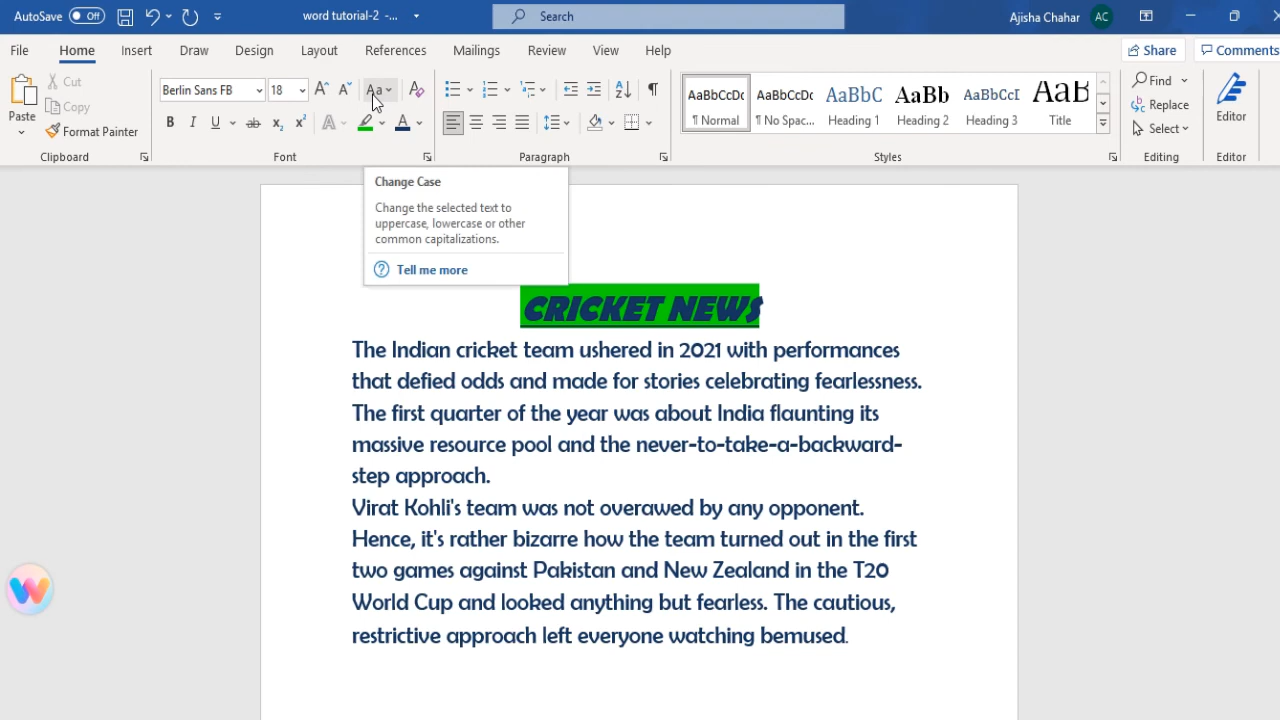 AutoSave Off word tutorial-2 -... Search Ajisha Chahar AC
File Home Insert Draw Design Layout References Mailings Review View Help Share Comments
Paste Cut Copy Format Painter Clipboard
Berlin Sans FB 18 Aa Font
Paragraph
AaBbCcDc AaBbCcDc AaBbC AaBb AaBbCcI AaB
¶ Normal ¶ No Spac... Heading 1 Heading 2 Heading 3 Title
Styles
Find Replace Select Editing
Editor Editor
Change Case
Change the selected text to
uppercase, lowercase or other
common capitalizations.
Tell me more
CRICKET NEWS
The Indian cricket team ushered in 2021 with performances
that defied odds and made for stories celebrating fearlessness.
The first quarter of the year was about India flaunting its
massive resource pool and the never-to-take-a-backward-
step approach.
Virat Kohli's team was not overawed by any opponent.
Hence, it's rather bizarre how the team turned out in the first
two games against Pakistan and New Zealand in the T20
World Cup and looked anything but fearless. The cautious,
restrictive approach left everyone watching bemused.